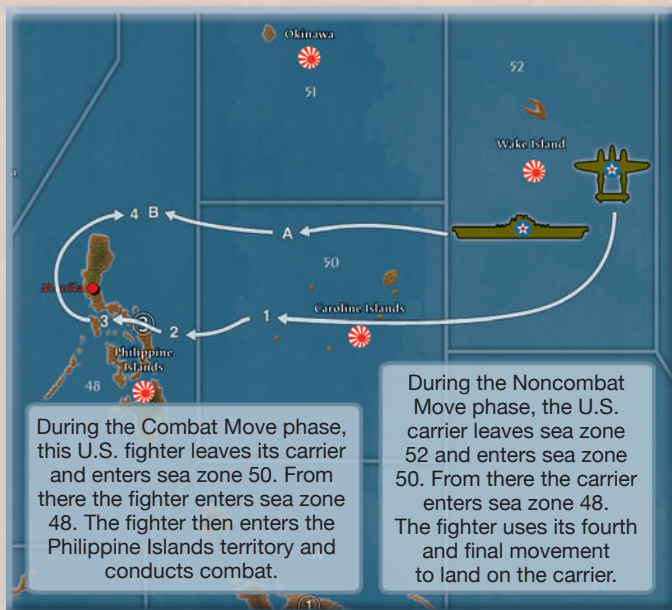 Okinawa
51
52
Wake Island
4 B
A
50
Manila
1
Caroline Islands
3
3
2
Philippine
Islands
48
During the Combat Move phase,
this U.S. fighter leaves its carrier
and enters sea zone 50. From
there the fighter enters sea zone
48. The fighter then enters the
Philippine Islands territory and
conducts combat.
During the Noncombat
Move phase, the U.S.
carrier leaves sea zone
52 and enters sea zone
50. From there the carrier
enters sea zone 48.
The fighter uses its fourth
and final movement
to land on the carrier.
1